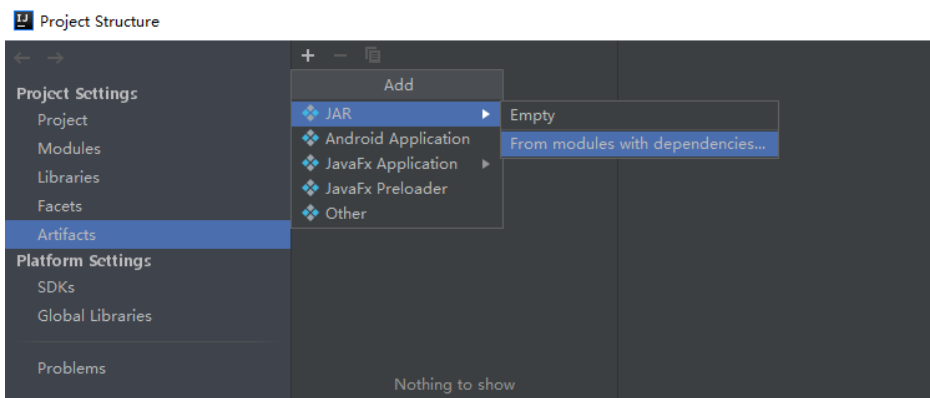 Project Structure
Project Settings
Project
Modules
Libraries
Facets
Artifacts
Platform Settings
SDKs
Global Libraries
Problems
Add
JAR
Android Application
JavaFx Application
JavaFx Preloader
Other
Empty
From modules with dependencies...
Nothing to show